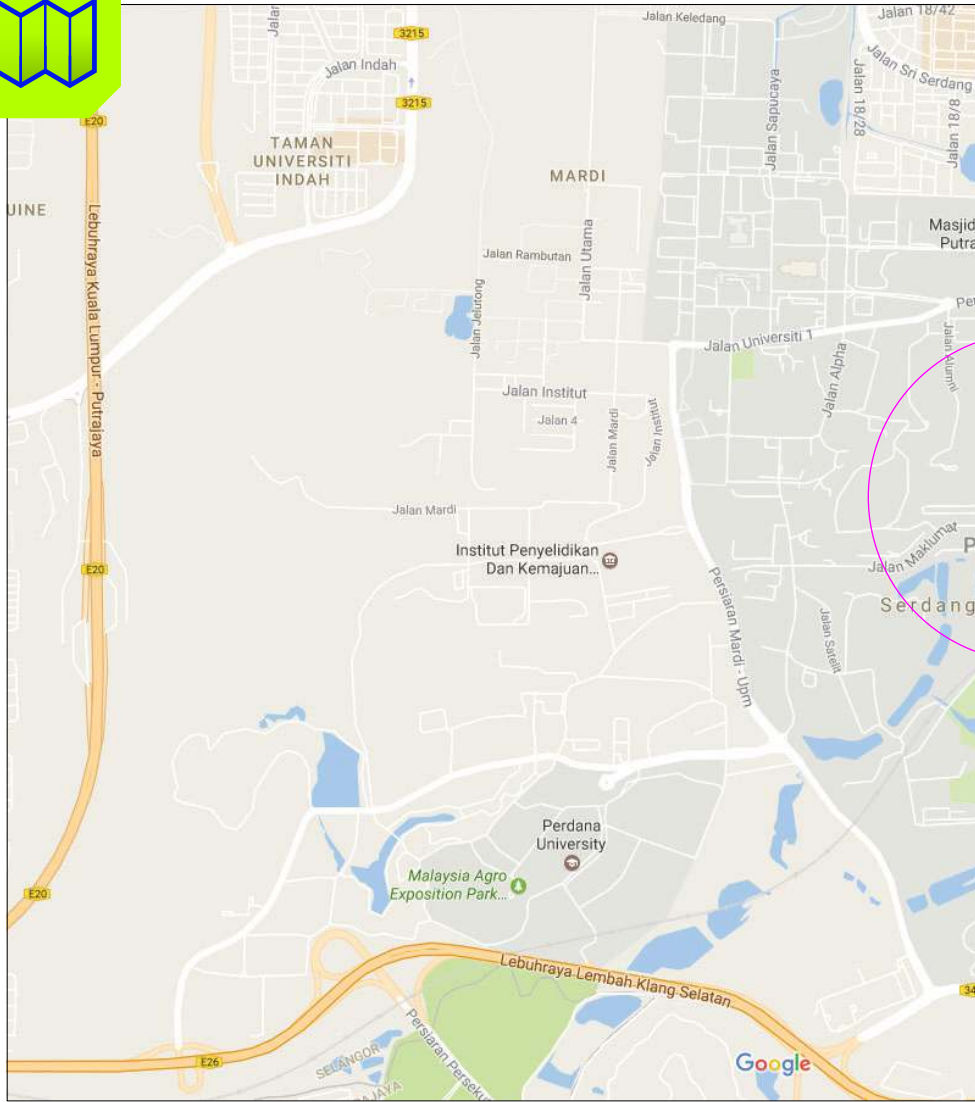 Jalan 18/42
Jalan Keledang
3215
Jalan Indah
Jalan Sri Serdang
3215
Jalan Sapucaya
Jalan 18/28
Jalan 18/8
E20
TAMAN
UNIVERSITI
INDAH
MARDI
UINE
Masjid
Putra
Lebuhraya Kuala Lumpur - Putrajaya
Jalan Utama
Jalan Rambutan
Jalan Jelutong
Jalan Universiti 1
Jalan Alumni
Jalan Alpha
Jalan Institut
Jalan 4
Jalan Mardi
Jalan Institut
Jalan Mardi
Jalan Maklumat
Institut Penyelidikan
Dan Kemajuan...
E20
Serdang
Persiaran Mardi - Upm
Jalan Satelit
Perdana
University
Malaysia Agro
Exposition Park...
E20
Lebuhraya Lembah Klang Selatan
Persiaran Perseku
E26
SELANGOR
AJAYA
Google